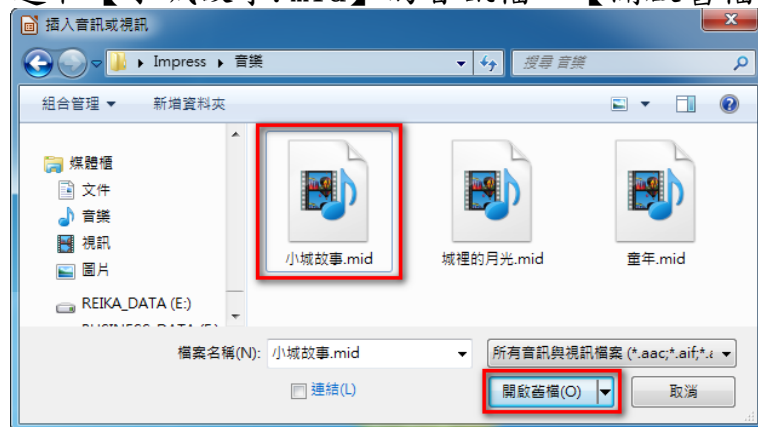 插入音訊或視訊
Impress 音樂
搜尋 音樂
組合管理
新增資料夾
媒體櫃
文件
音樂
視訊
圖片
REIKA_DATA (E:)
小城故事.mid
城裡的月光.mid
童年.mid
檔案名稱(N): 小城故事.mid
所有音訊與視訊檔案 (*.aac;*.aif;*.
連結(L)
開啟舊檔(O)
取消